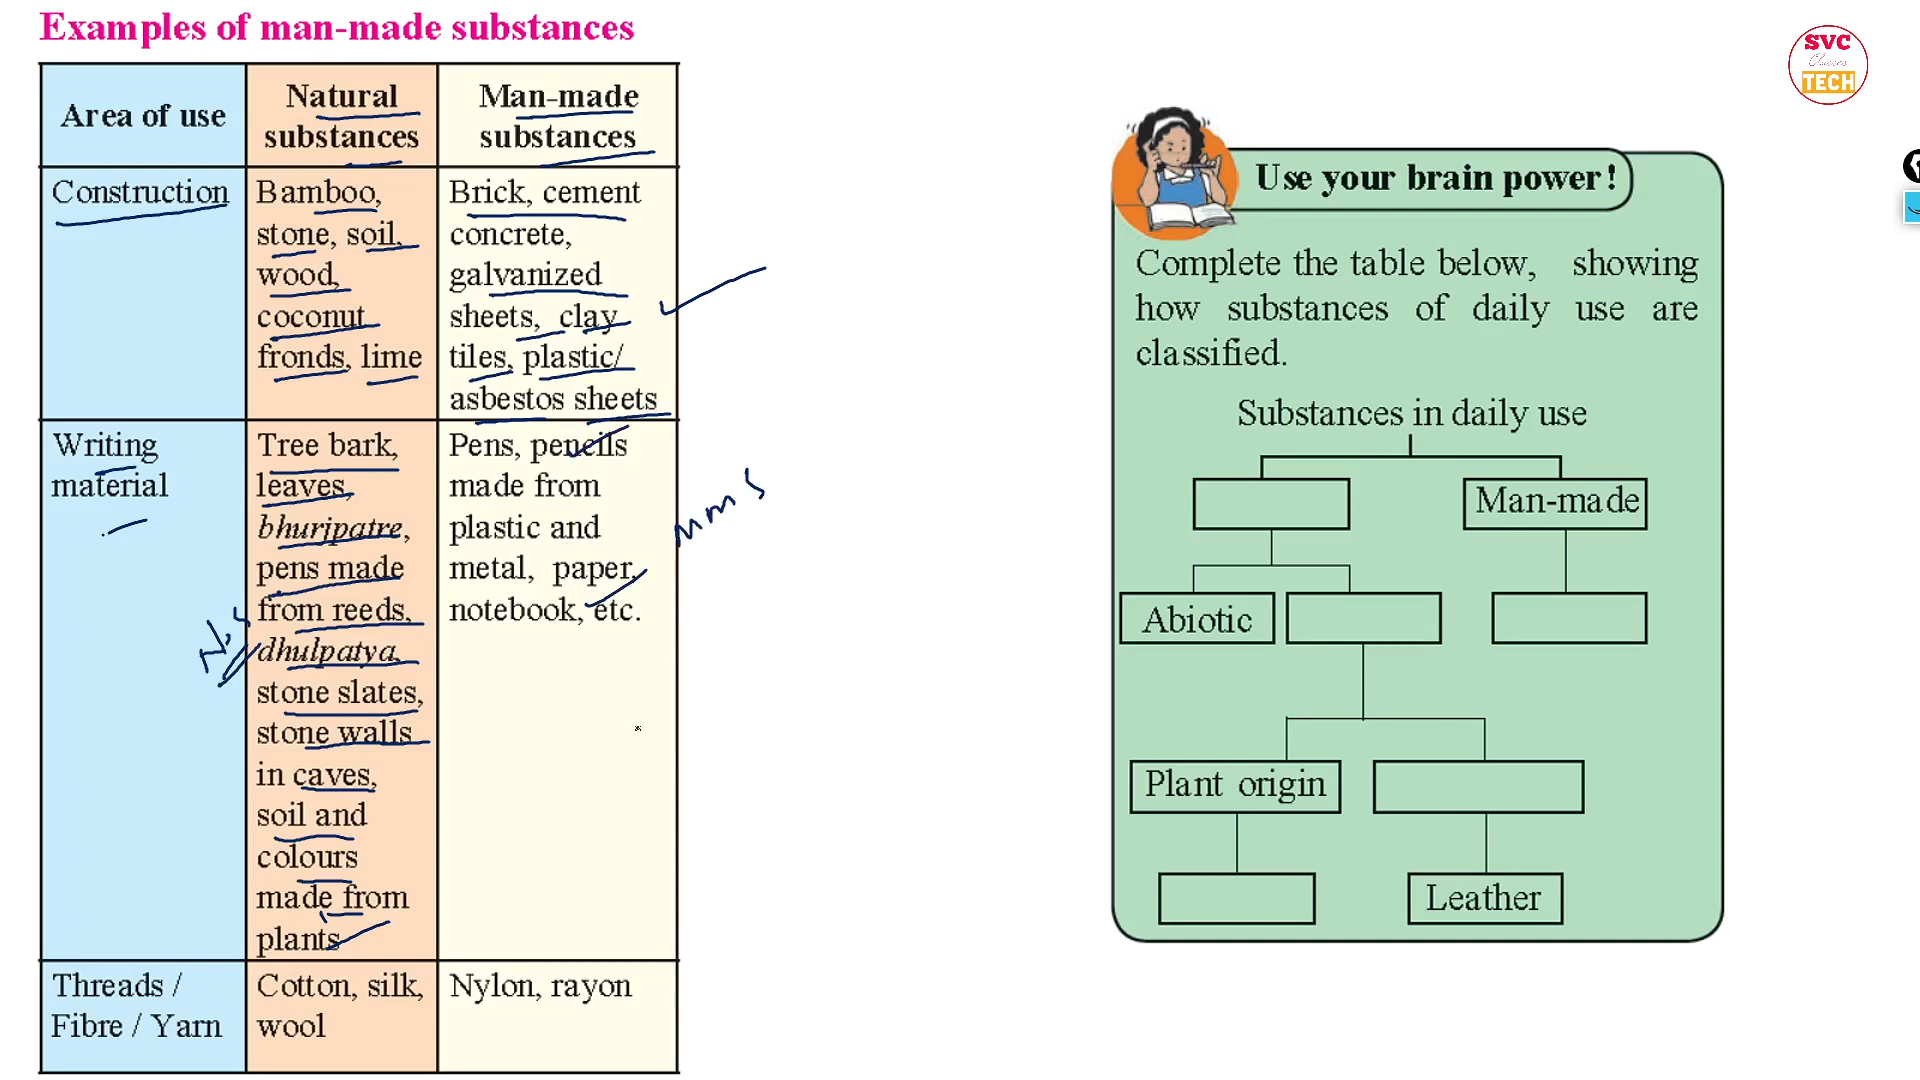 Examples of man-made substances
SVC
Classes
TECH
Area of use
Natural
substances
Man-made
substances
Construction
Bamboo,
stone, soil,
wood,
coconut
fronds, lime
Brick, cement
concrete,
galvanized
sheets, clay
tiles, plastic/
asbestos sheets
Writing
material
Tree bark,
leaves,
bhurjpatre,
pens made
from reeds,
dhulpatya,
stone slates,
stone walls
in caves,
soil and
colours
made from
plants
Pens, pencils
made from
plastic and
metal, paper,
notebook, etc.
N.S
mms
Threads /
Fibre / Yarn
Cotton, silk,
wool
Nylon, rayon
Use your brain power!
Complete the table below, showing
how substances of daily use are
classified.
Substances in daily use
Man-made
Abiotic
Plant origin
Leather